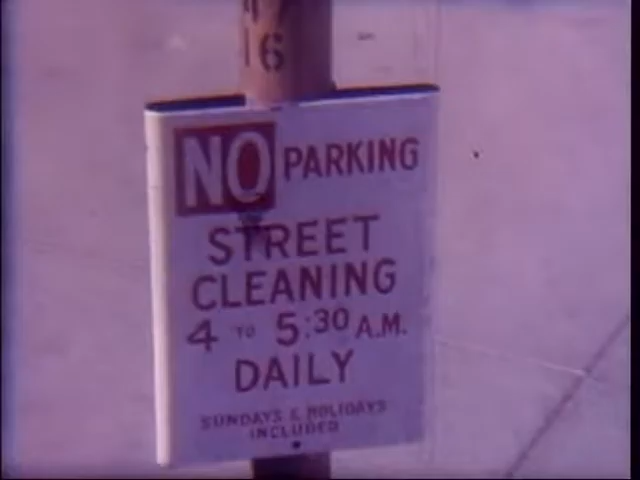 16
NO PARKING
STREET
CLEANING
4 TO 5:30 A.M.
DAILY
SUNDAYS & HOLIDAYS
INCLUDED